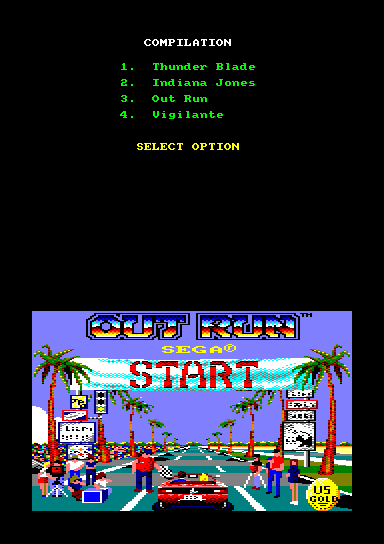 COMPILATION
1. Thunder Blade
2. Indiana Jones
3. Out Run
4. Vigilante
SELECT OPTION
OUT RUN™
SEGA®
START
US
GOLD